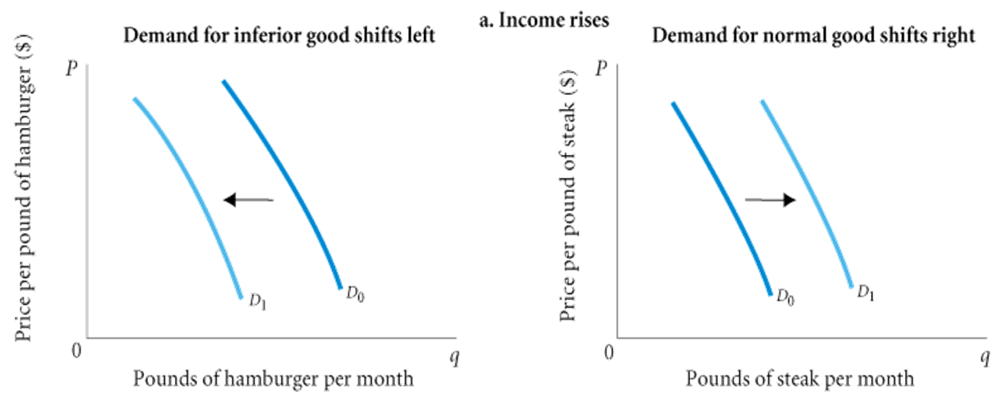 a. Income rises
Demand for inferior good shifts left
Price per pound of hamburger ($)
P
D₁
D₀
0
q
Pounds of hamburger per month
Demand for normal good shifts right
Price per pound of steak ($)
P
D₀
D₁
0
q
Pounds of steak per month